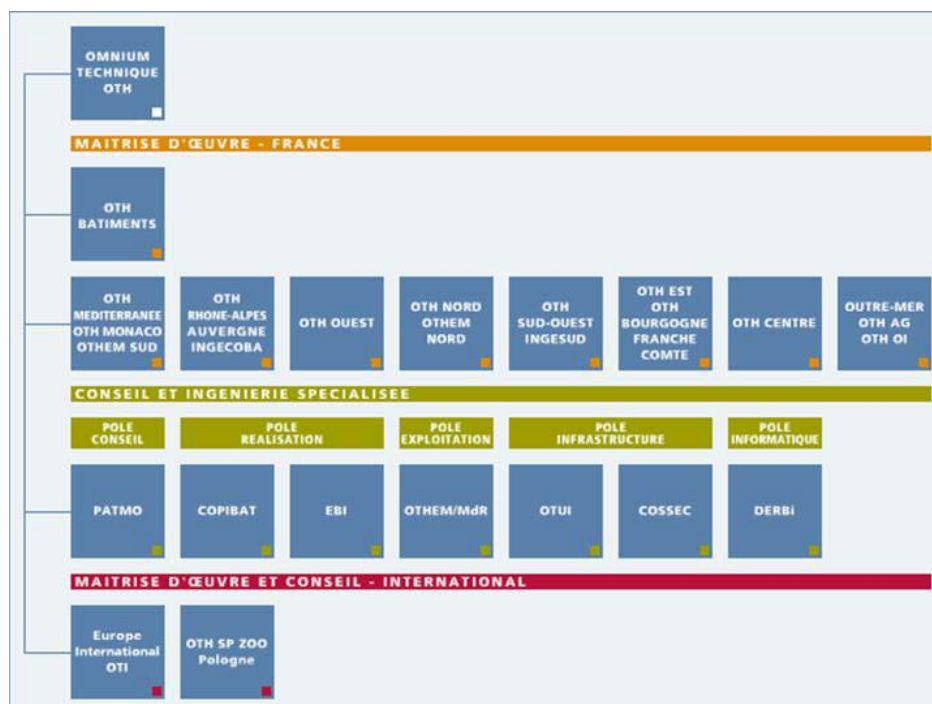 OMNIUM
TECHNIQUE
OTH
MAITRISE D'ŒUVRE - FRANCE
OTH
BATIMENTS
OTH
MEDITERRANEE
OTH MONACO
OTHEM SUD
OTH
RHONE-ALPES
AUVERGNE
INGECOBA
OTH OUEST
OTH NORD
OTHEM
NORD
OTH
SUD-OUEST
INGESUD
OTH EST
OTH
BOURGOGNE
FRANCHE
COMTE
OTH CENTRE
OUTRE-MER
OTH AG
OTH OI
CONSEIL ET INGENIERIE SPECIALISEE
POLE
CONSEIL
POLE
REALISATION
POLE
EXPLOITATION
POLE
INFRASTRUCTURE
POLE
INFORMATIQUE
PATMO
COPIBAT
EBI
OTHEM/MdR
OTUI
COSSEC
DERBi
MAITRISE D'ŒUVRE ET CONSEIL - INTERNATIONAL
Europe
International
OTI
OTH SP ZOO
Pologne